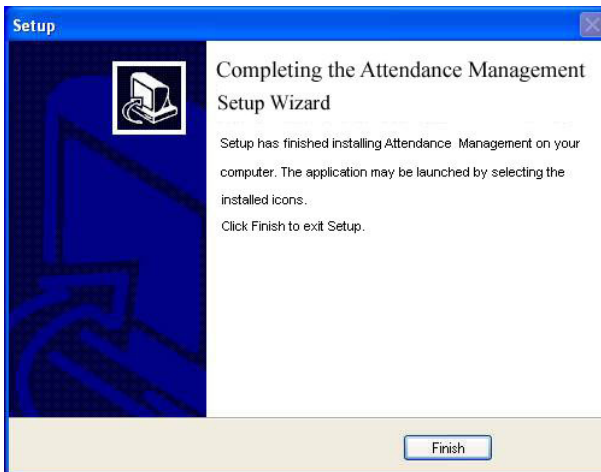 Setup
Completing the Attendance Management
Setup Wizard
Setup has finished installing Attendance Management on your
computer. The application may be launched by selecting the
installed icons.
Click Finish to exit Setup.
Finish